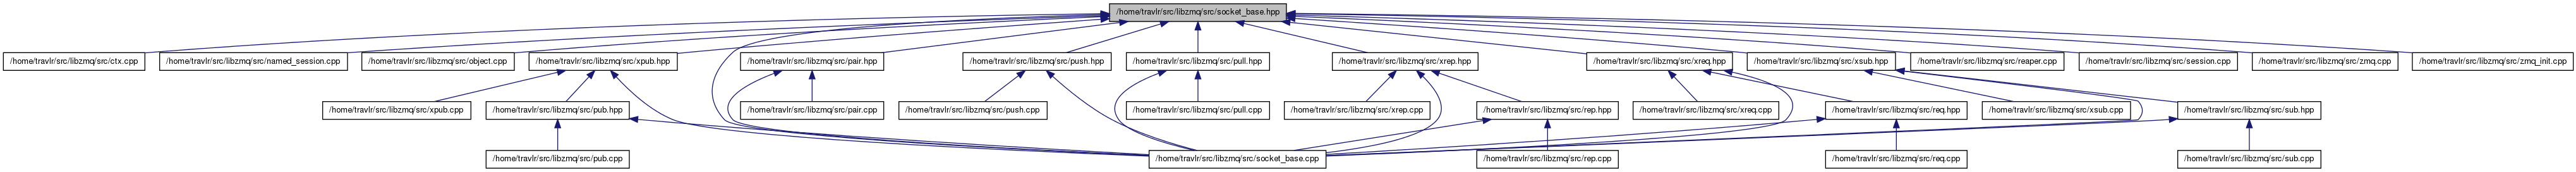 /home/travlr/src/libzmq/src/socket_base.hpp
/home/travlr/src/libzmq/src/ctx.cpp
/home/travlr/src/libzmq/src/named_session.cpp
/home/travlr/src/libzmq/src/object.cpp
/home/travlr/src/libzmq/src/xpub.hpp
/home/travlr/src/libzmq/src/pair.hpp
/home/travlr/src/libzmq/src/push.hpp
/home/travlr/src/libzmq/src/pull.hpp
/home/travlr/src/libzmq/src/xrep.hpp
/home/travlr/src/libzmq/src/xreq.hpp
/home/travlr/src/libzmq/src/xsub.hpp
/home/travlr/src/libzmq/src/reaper.cpp
/home/travlr/src/libzmq/src/session.cpp
/home/travlr/src/libzmq/src/zmq.cpp
/home/travlr/src/libzmq/src/zmq_init.cpp
/home/travlr/src/libzmq/src/xpub.cpp
/home/travlr/src/libzmq/src/pub.hpp
/home/travlr/src/libzmq/src/pair.cpp
/home/travlr/src/libzmq/src/push.cpp
/home/travlr/src/libzmq/src/pull.cpp
/home/travlr/src/libzmq/src/xrep.cpp
/home/travlr/src/libzmq/src/rep.hpp
/home/travlr/src/libzmq/src/xreq.cpp
/home/travlr/src/libzmq/src/req.hpp
/home/travlr/src/libzmq/src/xsub.cpp
/home/travlr/src/libzmq/src/sub.hpp
/home/travlr/src/libzmq/src/pub.cpp
/home/travlr/src/libzmq/src/socket_base.cpp
/home/travlr/src/libzmq/src/rep.cpp
/home/travlr/src/libzmq/src/req.cpp
/home/travlr/src/libzmq/src/sub.cpp